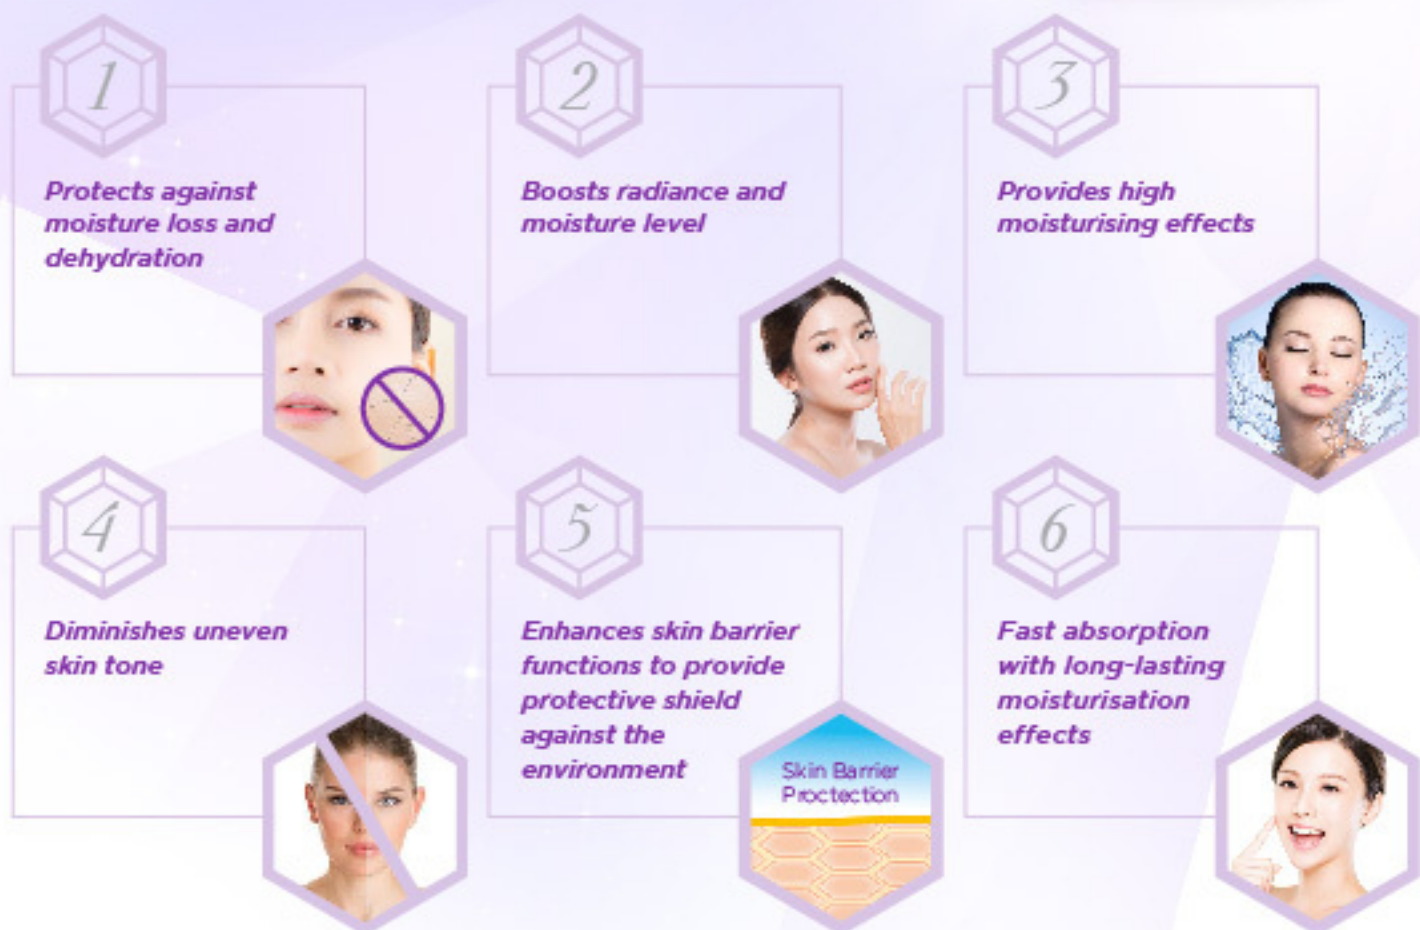 1
Protects against
moisture loss and
dehydration
2
Boosts radiance and
moisture level
3
Provides high
moisturising effects
4
Diminishes uneven
skin tone
5
Enhances skin barrier
functions to provide
protective shield
against the
environment
Skin Barrier
Proctection
6
Fast absorption
with long-lasting
moisturisation
effects